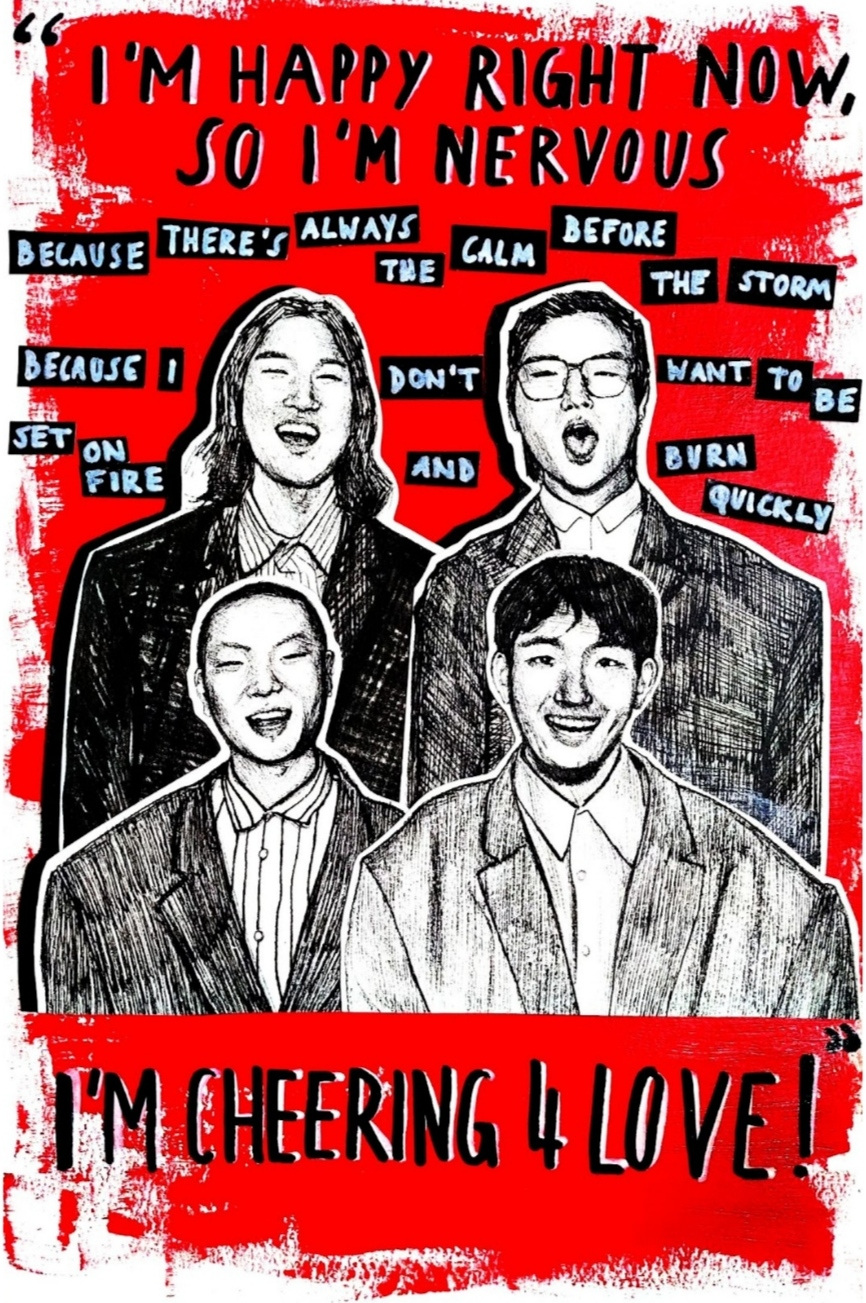 “ I'M HAPPY RIGHT NOW,
SO I'M NERVOUS
BECAUSE THERE'S ALWAYS THE CALM BEFORE THE STORM
BECAUSE I DON'T WANT TO BE
SET ON FIRE AND BURN QUICKLY
I'M CHEERING 4 LOVE! ”